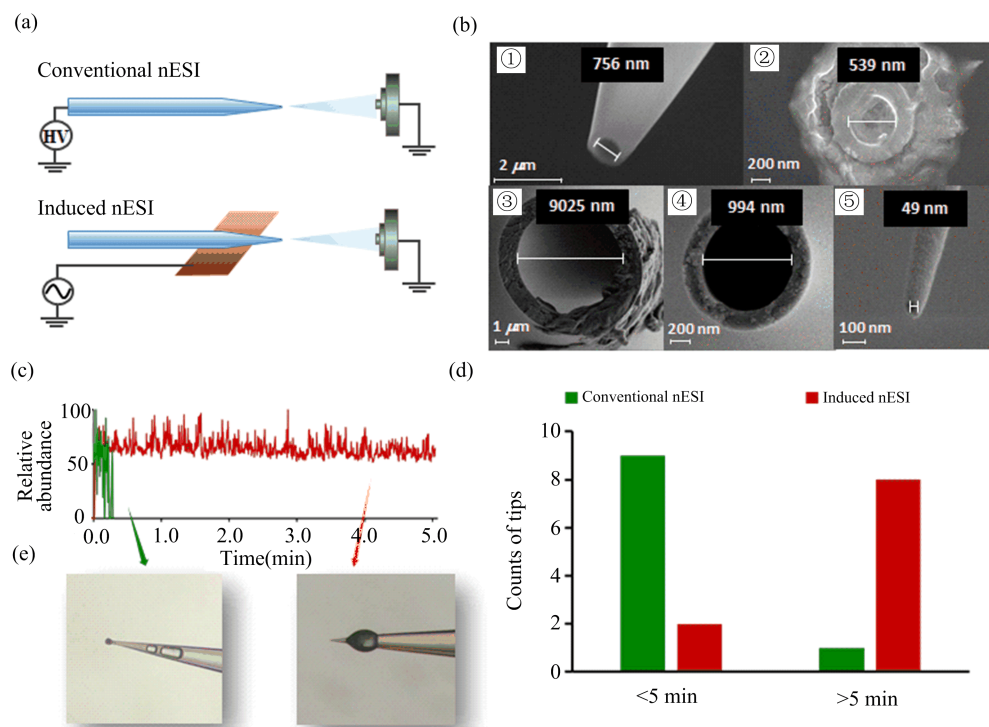 (a)
Conventional nESI
HV
Induced nESI
(b)
①
756 nm
2 μm
②
539 nm
200 nm
③
9025 nm
1 μm
④
994 nm
200 nm
⑤
49 nm
100 nm
(c)
Relative
abundance
100
50
0
0.0 1.0 2.0 3.0 4.0 5.0
Time(min)
(d)
Conventional nESI Induced nESI
Counts of tips
10
8
6
4
2
0
<5 min >5 min
(e)